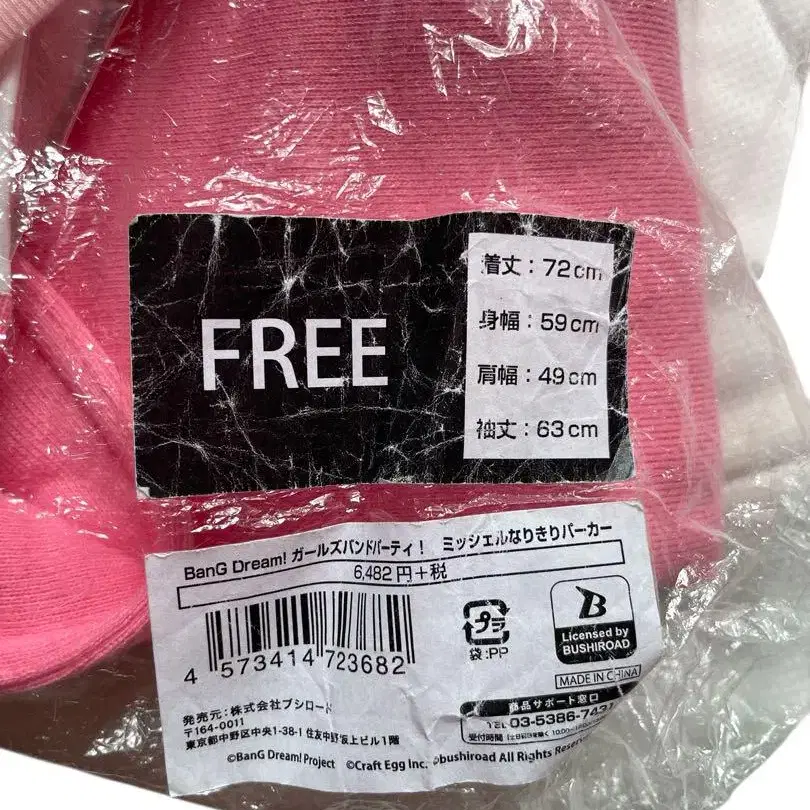 FREE
着丈：72cm
身幅：59cm
肩幅：49cm
袖丈：63cm
BanG Dream! ガールズバンドパーティ！ ミッシェルなりきりパーカー
6,482円+税
4 573414 723682
プラ
袋:PP
B
Licensed by
BUSHIROAD
MADE IN CHINA
発売元：株式会社ブシロード
〒164-0011
東京都中野区中央1-38-1 住友中野坂上ビル1階
商品サポート窓口
TEL 03-5386-7431
受付時間
©BanG Dream! Project ©Craft Egg Inc. ©bushiroad All Rights Reserved.